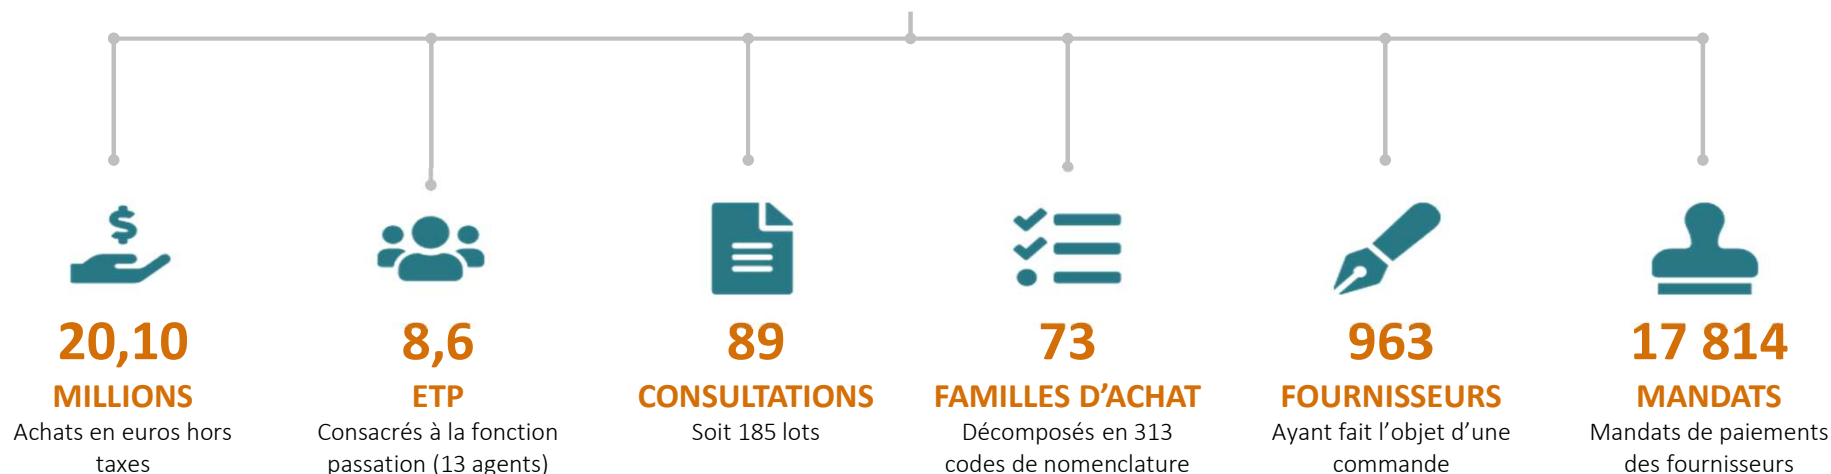 20,10
MILLIONS
Achats en euros hors
taxes
8,6
ETP
Consacrés à la fonction
passation (13 agents)
89
CONSULTATIONS
Soit 185 lots
73
FAMILLES D’ACHAT
Décomposés en 313
codes de nomenclature
963
FOURNISSEURS
Ayant fait l’objet d’une
commande
17 814
MANDATS
Mandats de paiements
des fournisseurs